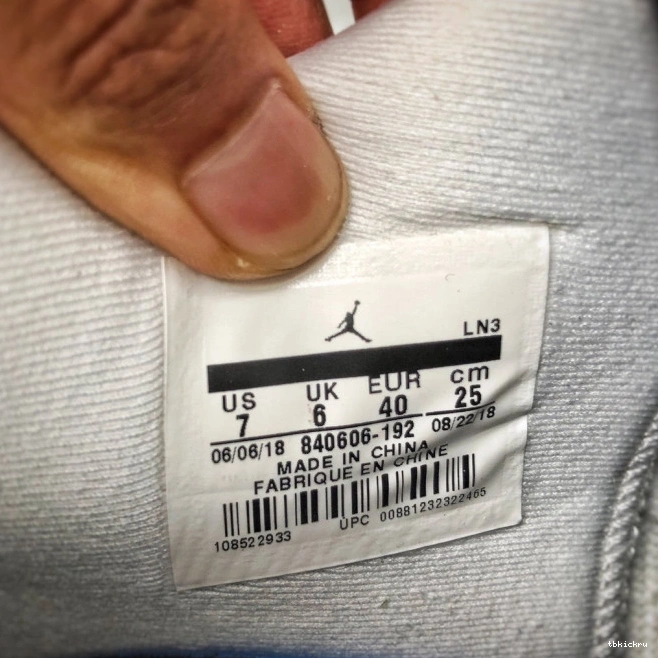 LN3
US UK EUR cm
7 6 40 25
06/06/18 840606-192 08/22/18
MADE IN CHINA
FABRIQUE EN CHINE
108522933 UPC 00881232322465
tbkickru